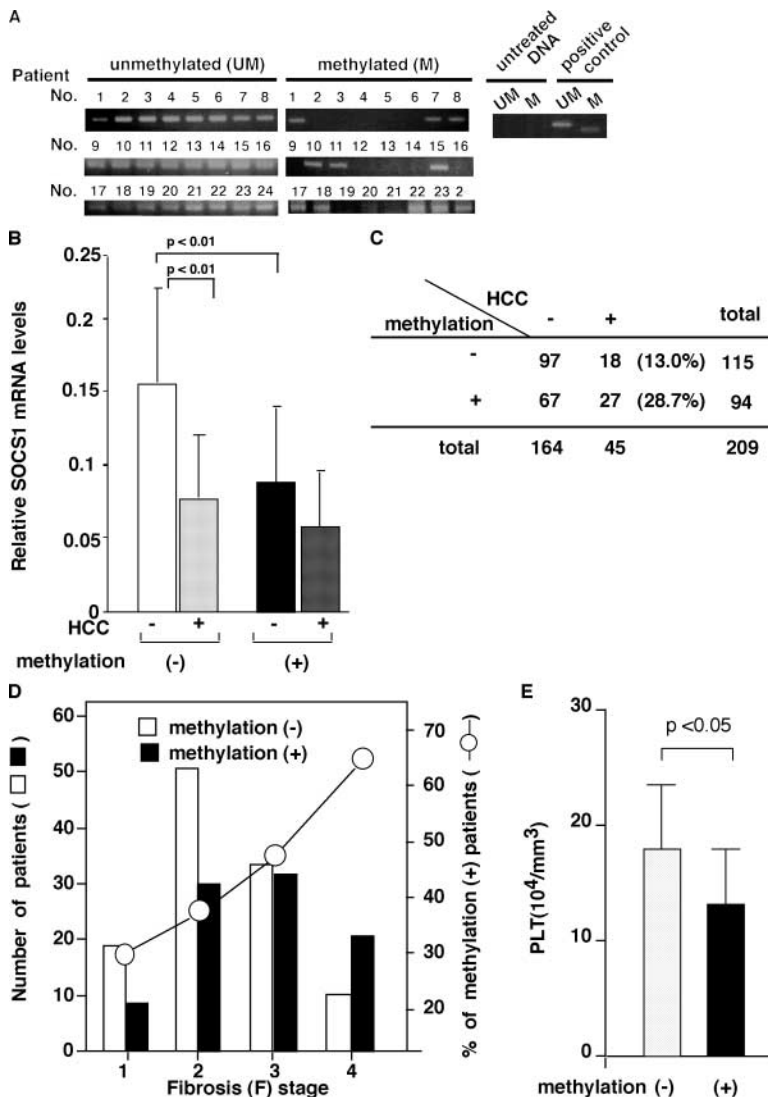 A
unmethylated (UM)
methylated (M)
untreated DNA
positive control
Patient
No. 1 2 3 4 5 6 7 8
1 2 3 4 5 6 7 8
UM M UM M
No. 9 10 11 12 13 14 15 16
9 10 11 12 13 14 15 16
No. 17 18 19 20 21 22 23 24
17 18 19 20 21 22 23 2
B
Relative SOCS1 mRNA levels
0.25
0.2
0.15
0.1
0.05
0
p < 0.01
p < 0.01
HCC - + - +
methylation (-) (+)
C
HCC
methylation - + total
- 97 18 (13.0%) 115
+ 67 27 (28.7%) 94
total 164 45 209
D
Number of patients ( )
60
50
40
30
20
10
0
methylation (-)
methylation (+)
70
60
50
40
30
20
% of methylation (+) patients ( )
1 2 3 4
Fibrosis (F) stage
E
PLT(10⁴/mm³)
30
20
10
0
p <0.05
methylation (-) (+)